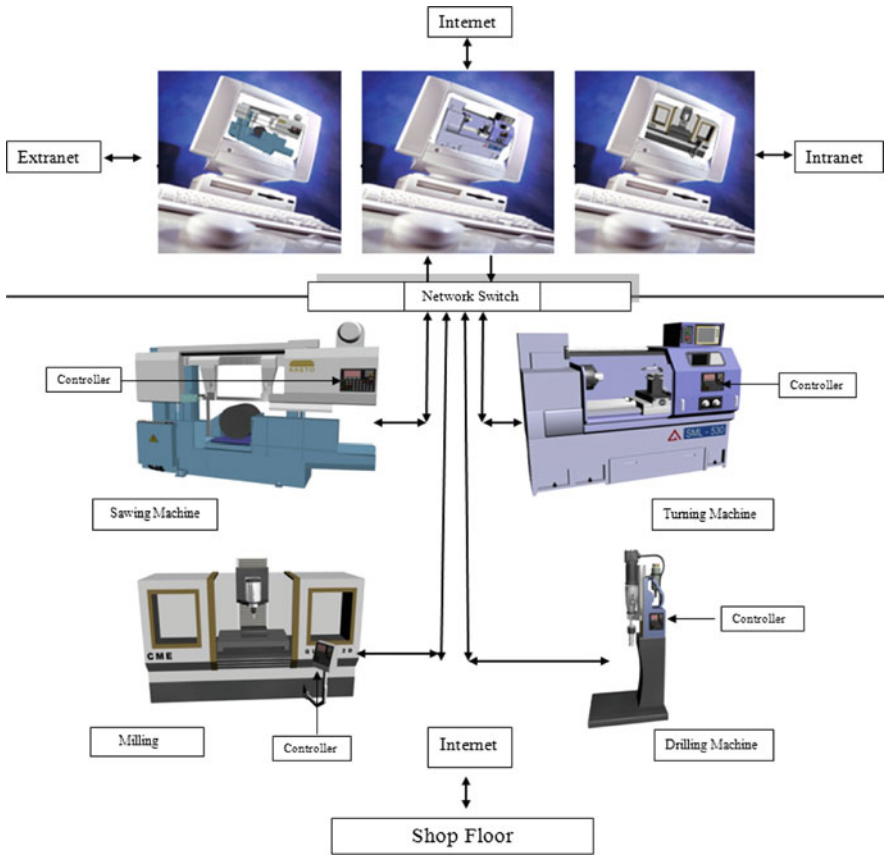 Internet
Extranet
Intranet
Network Switch
Controller
Controller
SML - 530
Sawing Machine
Turning Machine
Controller
CME
20
Milling
Controller
Internet
Drilling Machine
Shop Floor